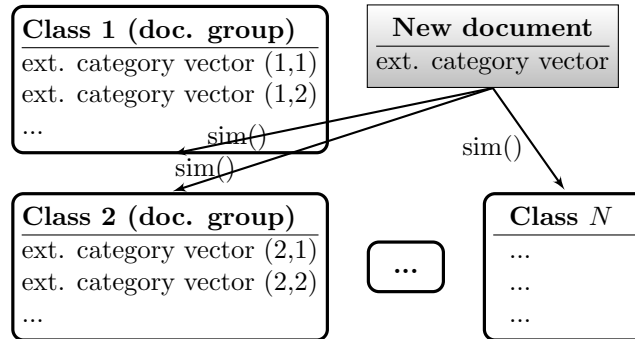 Class 1 (doc. group)
ext. category vector (1,1)
ext. category vector (1,2)
...
New document
ext. category vector
sim()
sim()
sim()
Class 2 (doc. group)
ext. category vector (2,1)
ext. category vector (2,2)
...
...
Class N
...
...
...